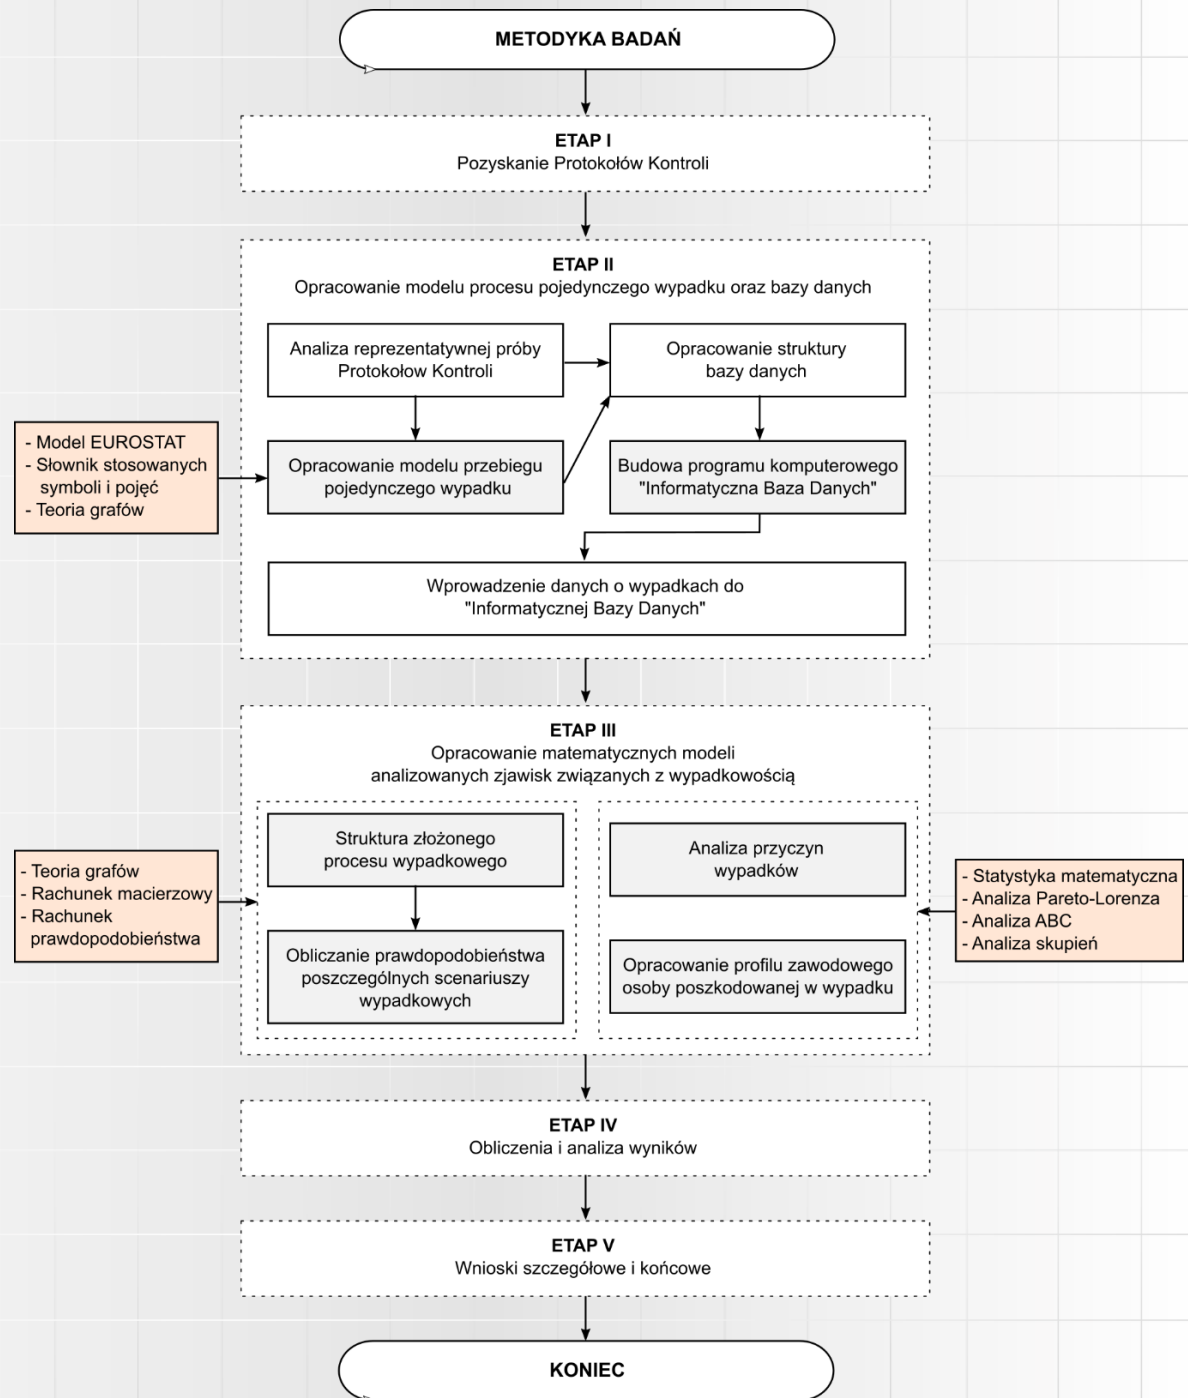 METODYKA BADAŃ
ETAP I
Pozyskanie Protokołów Kontroli
ETAP II
Opracowanie modelu procesu pojedynczego wypadku oraz bazy danych
Analiza reprezentatywnej próby
Protokołow Kontroli
Opracowanie struktury
bazy danych
- Model EUROSTAT
- Słownik stosowanych
symboli i pojęć
- Teoria grafów
Opracowanie modelu przebiegu
pojedynczego wypadku
Budowa programu komputerowego
"Informatyczna Baza Danych"
Wprowadzenie danych o wypadkach do
"Informatycznej Bazy Danych"
ETAP III
Opracowanie matematycznych modeli
analizowanych zjawisk związanych z wypadkowością
- Teoria grafów
- Rachunek macierzowy
- Rachunek
prawdopodobieństwa
Struktura złożonego
procesu wypadkowego
Obliczanie prawdopodobieństwa
poszczególnych scenariuszy
wypadkowych
Analiza przyczyn
wypadków
Opracowanie profilu zawodowego
osoby poszkodowanej w wypadku
- Statystyka matematyczna
- Analiza Pareto-Lorenza
- Analiza ABC
- Analiza skupień
ETAP IV
Obliczenia i analiza wyników
ETAP V
Wnioski szczegółowe i końcowe
KONIEC